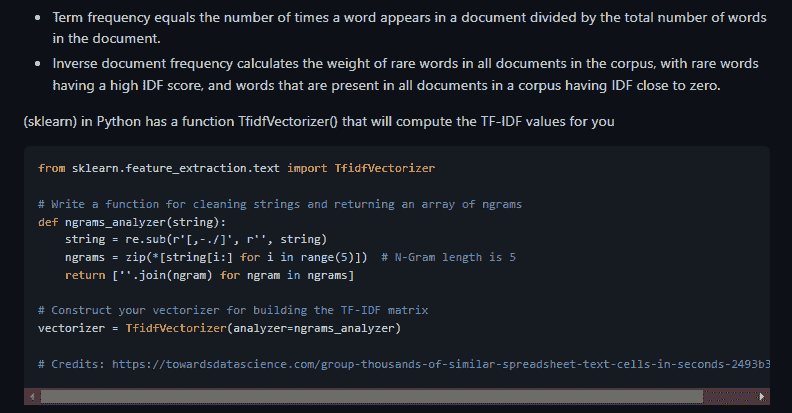 Term frequency equals the number of times a word appears in a document divided by the total number of words
in the document.
Inverse document frequency calculates the weight of rare words in all documents in the corpus, with rare words
having a high IDF score, and words that are present in all documents in a corpus having IDF close to zero.
(sklearn) in Python has a function TfidfVectorizer() that will compute the TF-IDF values for you
from sklearn.feature_extraction.text import TfidfVectorizer
# Write a function for cleaning strings and returning an array of ngrams
def ngrams_analyzer(string):
    string = re.sub(r'[,-./]', r'', string)
    ngrams = zip(*[string[i:] for i in range(5)])  # N-Gram length is 5
    return [''.join(ngram) for ngram in ngrams]
# Construct your vectorizer for building the TF-IDF matrix
vectorizer = TfidfVectorizer(analyzer=ngrams_analyzer)
# Credits: https://towardsdatascience.com/group-thousands-of-similar-spreadsheet-text-cells-in-seconds-2493b3